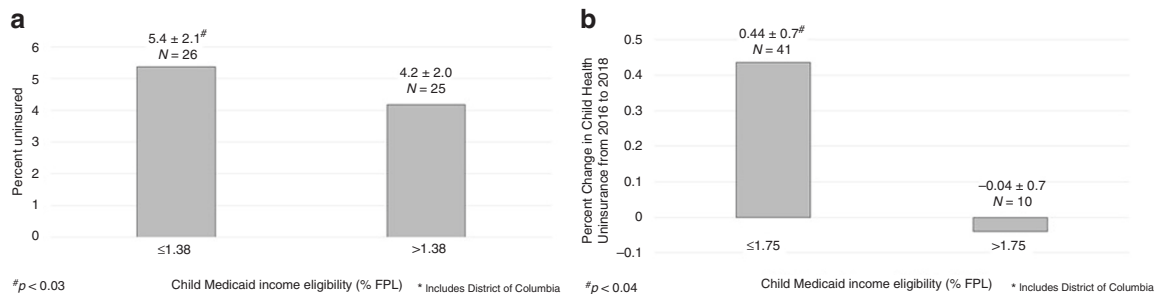 a
5.4 ± 2.1#
N = 26
4.2 ± 2.0
N = 25
Percent uninsured
6
5
4
3
2
1
0
≤1.38
>1.38
#p < 0.03
Child Medicaid income eligibility (% FPL)
* Includes District of Columbia
b
0.44 ± 0.7#
N = 41
–0.04 ± 0.7
N = 10
Percent Change in Child Health
Uninsurance from 2016 to 2018
0.5
0.4
0.3
0.2
0.1
0
–0.1
≤1.75
>1.75
#p < 0.04
Child Medicaid income eligibility (% FPL)
* Includes District of Columbia